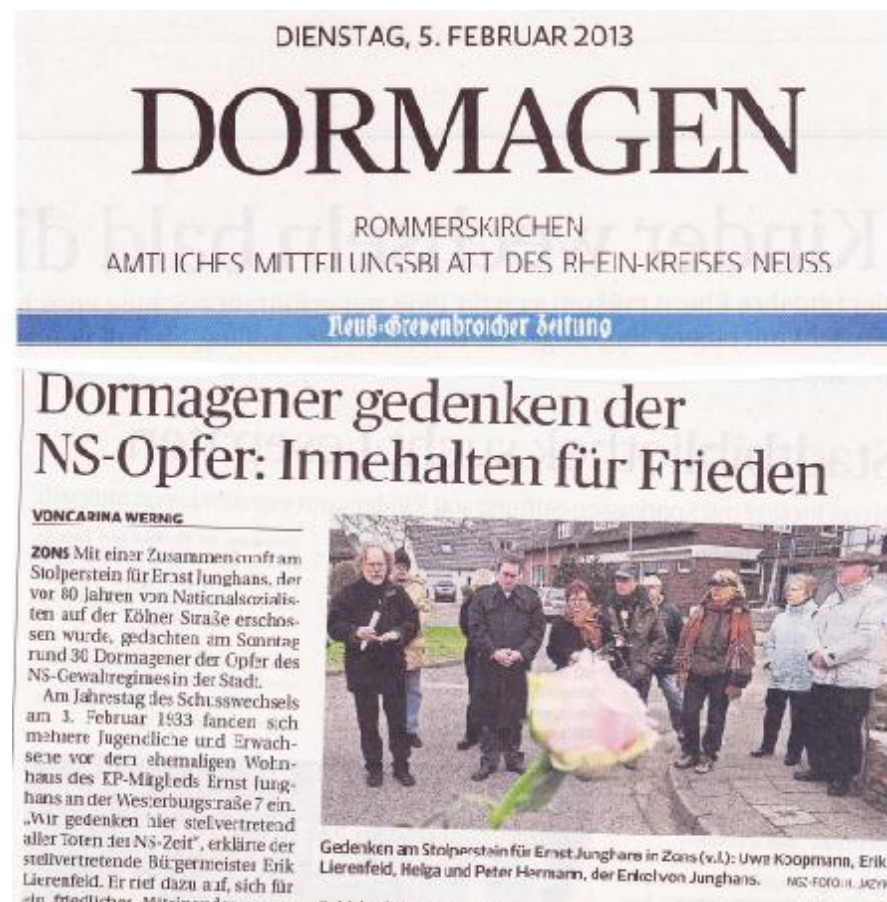 DIENSTAG, 5. FEBRUAR 2013
DORMAGEN
ROMMERSKIRCHEN
AMTLICHES MITTEILUNGSBLATT DES RHEIN-KREISES NEUSS
Neuß-Grevenbroicher Zeitung
Dormagener gedenken der
NS-Opfer: Innehalten für Frieden
VON CARINA WERNIG
ZONS Mit einer Zusammenkunft am
Stolperstein für Ernst Junghans, der
vor 80 Jahren von Nationalsozialis-
ten auf der Kölner Straße erschos-
sen wurde, gedachten am Sonntag
rund 30 Dormagener der Opfer des
NS-Gewaltregimes in der Stadt.
Am Jahrestag des Schusswechsels
am 3. Februar 1933 fanden sich
mehrere Jugendliche und Erwach-
sene vor dem ehemaligen Wohn-
haus des KP-Mitglieds Ernst Jung-
hans an der Westerburgstraße 7 ein.
„Wir gedenken hier stellvertretend
aller Toten der NS-Zeit", erklärte der
stellvertretende Bürgermeister Erik
Lierenfeld. Er rief dazu auf, sich für
ein friedliches Miteinander
Gedenken am Stolperstein für Ernst Junghans in Zons (v.l.): Uwe Koopmann, Erik
Lierenfeld, Helga und Peter Hermann, der Enkel von Junghans. NGZ-FOTO: H. JAZYK